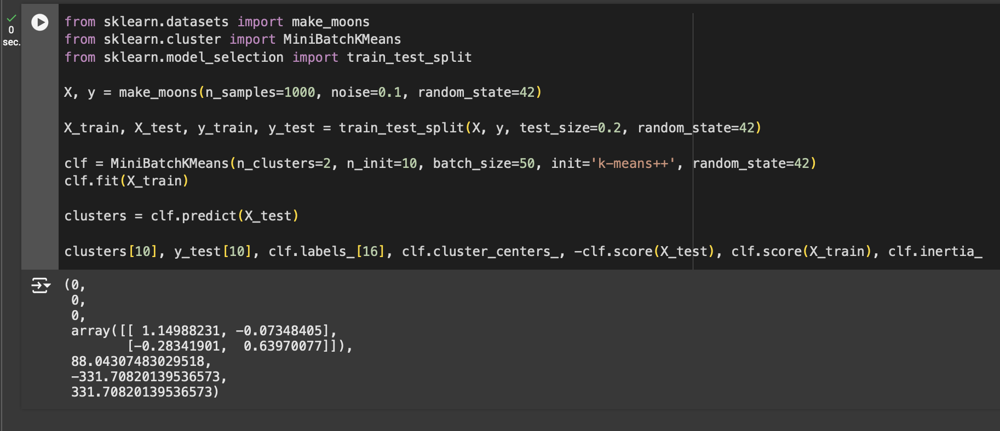 0
sec.
from sklearn.datasets import make_moons
from sklearn.cluster import MiniBatchKMeans
from sklearn.model_selection import train_test_split
X, y = make_moons(n_samples=1000, noise=0.1, random_state=42)
X_train, X_test, y_train, y_test = train_test_split(X, y, test_size=0.2, random_state=42)
clf = MiniBatchKMeans(n_clusters=2, n_init=10, batch_size=50, init='k-means++', random_state=42)
clf.fit(X_train)
clusters = clf.predict(X_test)
clusters[10], y_test[10], clf.labels_[16], clf.cluster_centers_, -clf.score(X_test), clf.score(X_train), clf.inertia_
(0,
0,
0,
array([[ 1.14988231, -0.07348405],
[-0.28341901, 0.63970077]]),
88.04307483029518,
-331.70820139536573,
331.70820139536573)